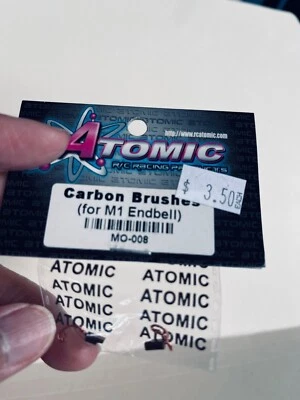 http://www.rcatomic.com
ATOMIC
R/C RACING PRODUCTS
Carbon Brushes
$ 3.50
EACH
(for M1 Endbell)
MO-008
ATOMIC ATOMIC
ATOMIC ATOMIC
ATOMIC ATOMIC
ATOMIC ATOMIC